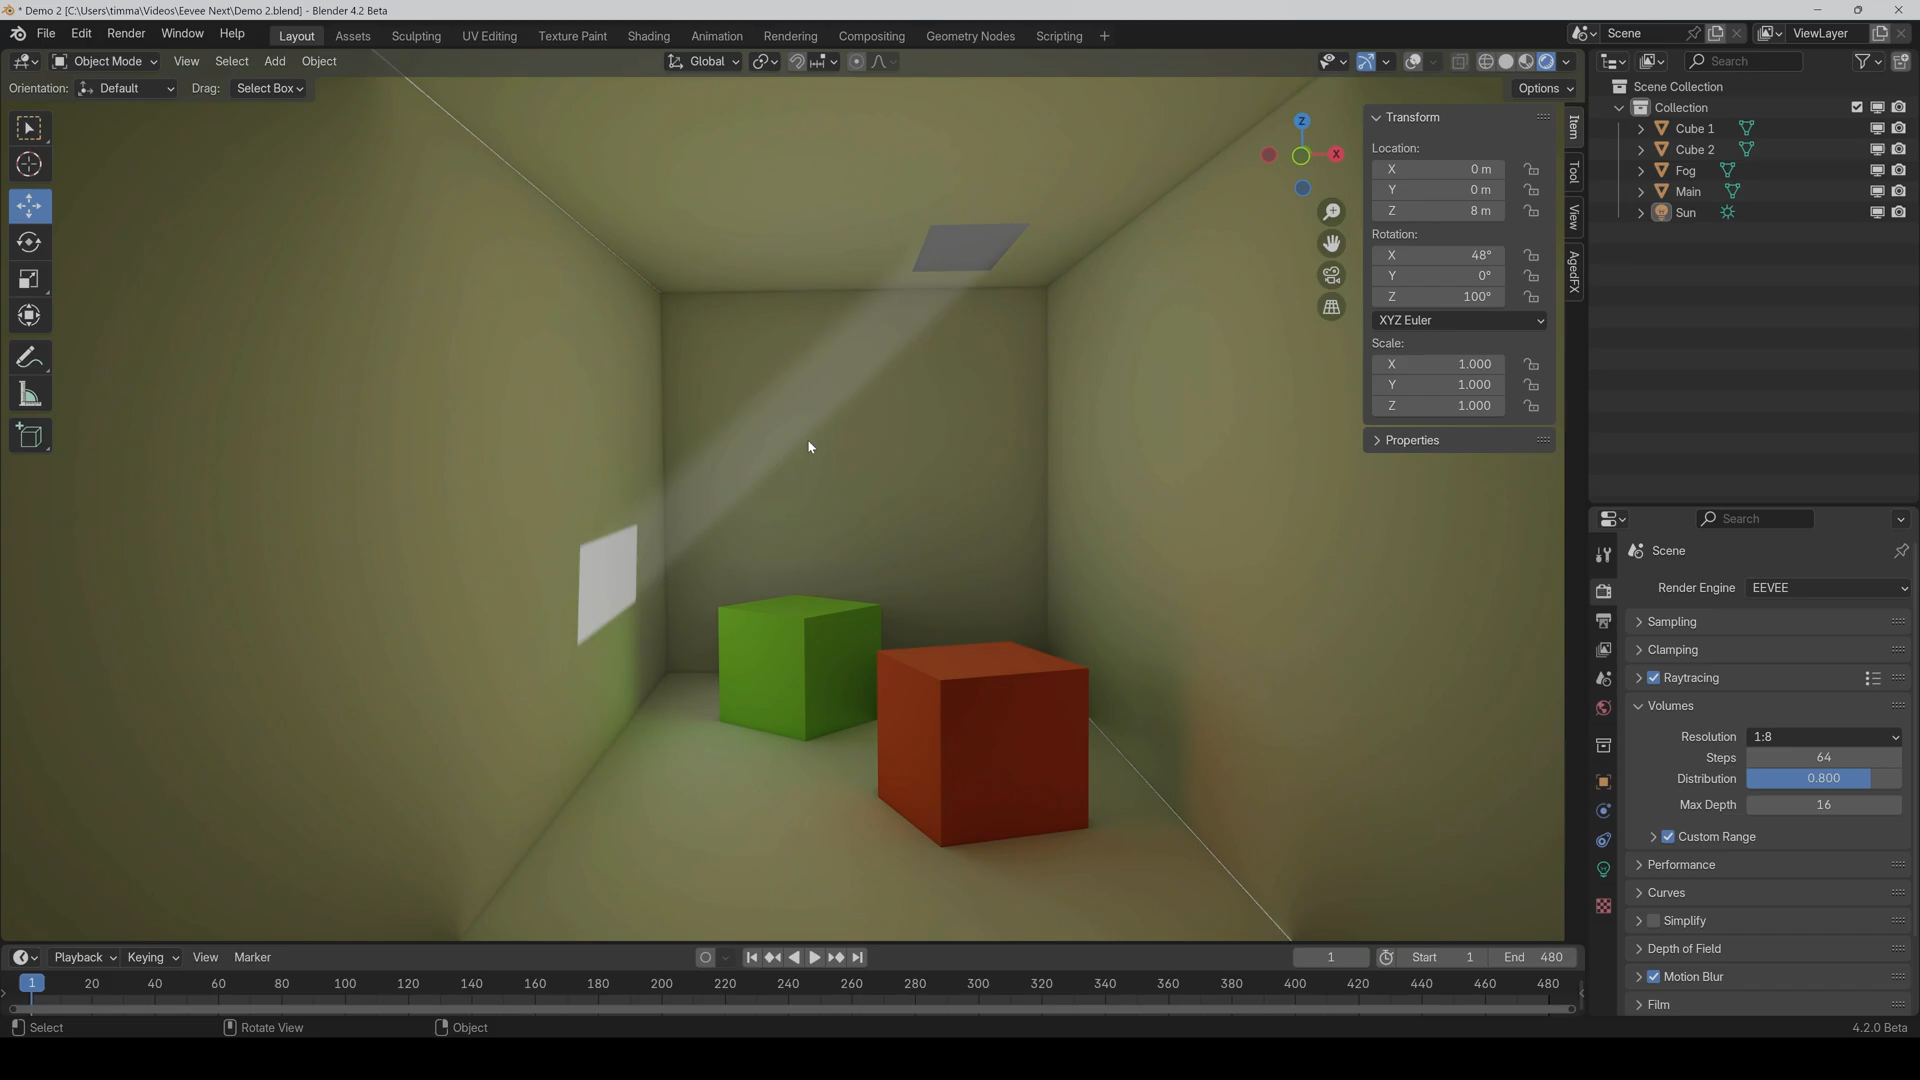 * Demo 2 [C:\Users\timma\Videos\Eevee Next\Demo 2.blend] - Blender 4.2 Beta
File Edit Render Window Help Layout Assets Sculpting UV Editing Texture Paint Shading Animation Rendering Compositing Geometry Nodes Scripting + Scene ViewLayer
Object Mode View Select Add Object Global Search
Orientation: Default Drag: Select Box Options
Scene Collection
Collection
Cube 1
Cube 2
Fog
Main
Sun
Z
X
Transform
Location:
X 0 m
Y 0 m
Z 8 m
Rotation:
X 48°
Y 0°
Z 100°
XYZ Euler
Scale:
X 1.000
Y 1.000
Z 1.000
Properties
Item
Tool
View
AgedFX
Search
Scene
Render Engine EEVEE
Sampling
Clamping
Raytracing
Volumes
Resolution 1:8
Steps 64
Distribution 0.800
Max Depth 16
Custom Range
Performance
Curves
Simplify
Depth of Field
Motion Blur
Film
Playback Keying View Marker 1 Start 1 End 480
1 20 40 60 80 100 120 140 160 180 200 220 240 260 280 300 320 340 360 380 400 420 440 460 480
Select Rotate View Object 4.2.0 Beta